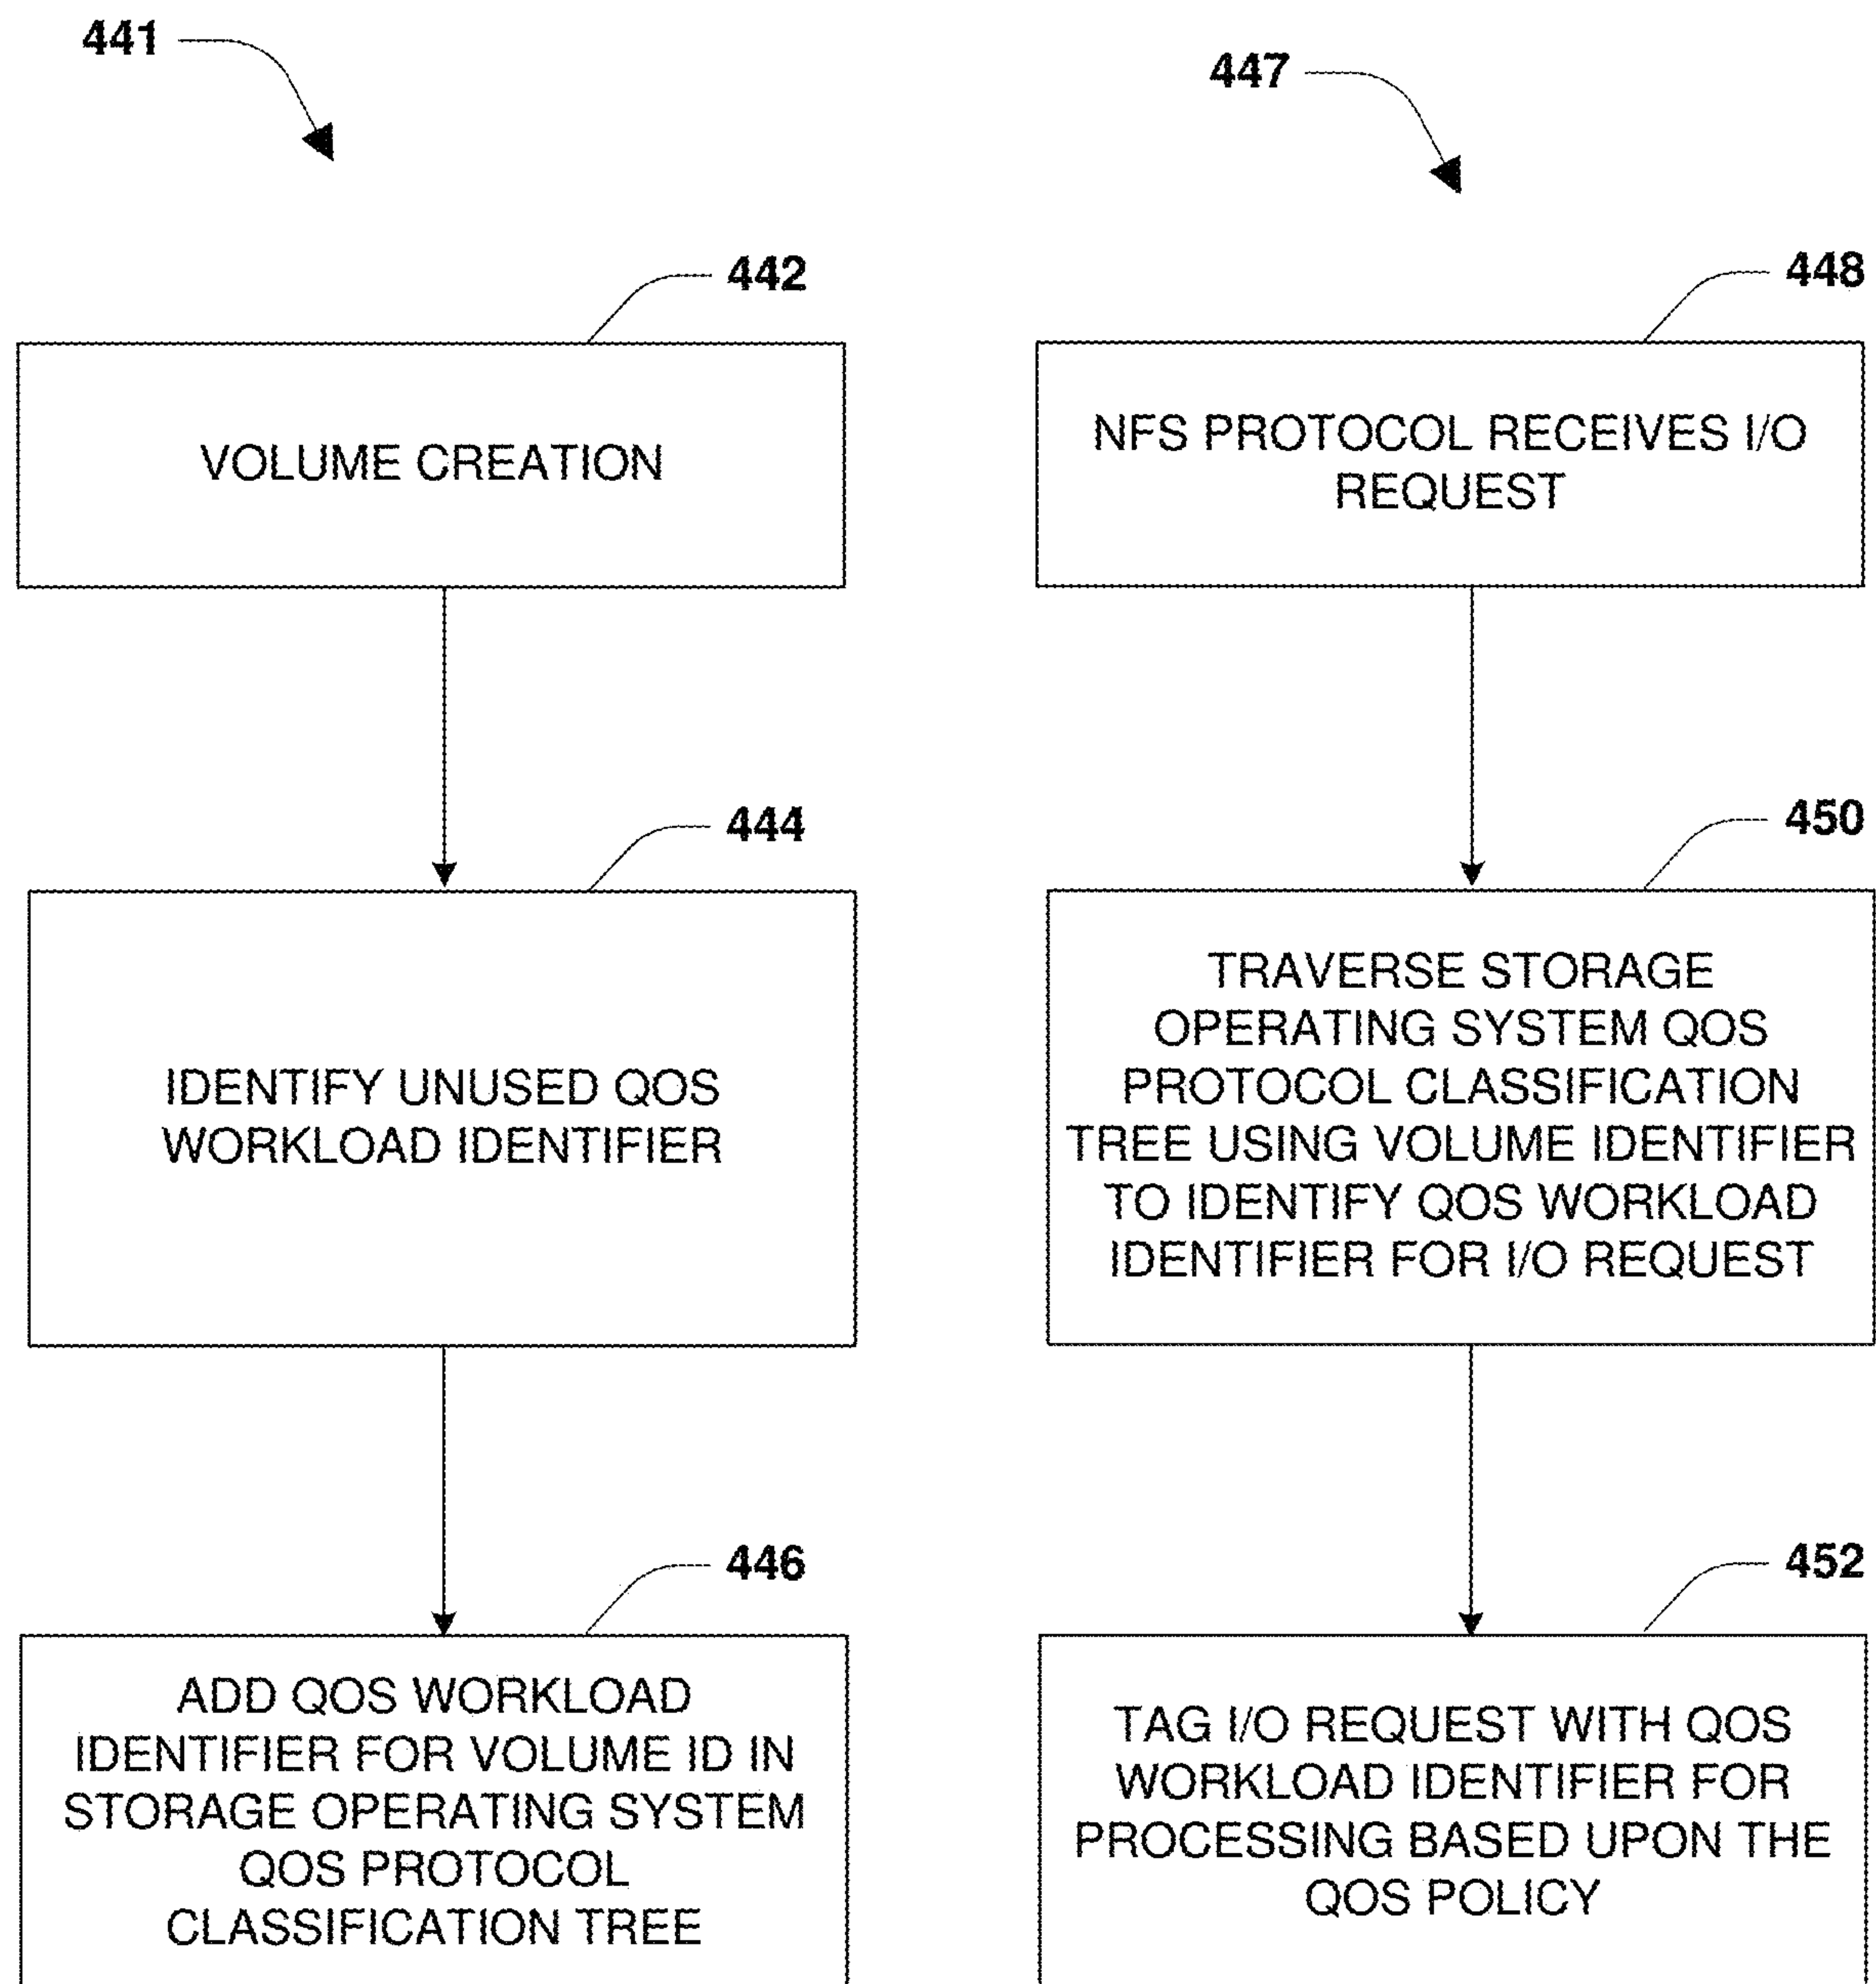 441
442
VOLUME CREATION
444
IDENTIFY UNUSED QOS
WORKLOAD IDENTIFIER
446
ADD QOS WORKLOAD
IDENTIFIER FOR VOLUME ID IN
STORAGE OPERATING SYSTEM
QOS PROTOCOL
CLASSIFICATION TREE
447
448
NFS PROTOCOL RECEIVES I/O
REQUEST
450
TRAVERSE STORAGE
OPERATING SYSTEM QOS
PROTOCOL CLASSIFICATION
TREE USING VOLUME IDENTIFIER
TO IDENTIFY QOS WORKLOAD
IDENTIFIER FOR I/O REQUEST
452
TAG I/O REQUEST WITH QOS
WORKLOAD IDENTIFIER FOR
PROCESSING BASED UPON THE
QOS POLICY